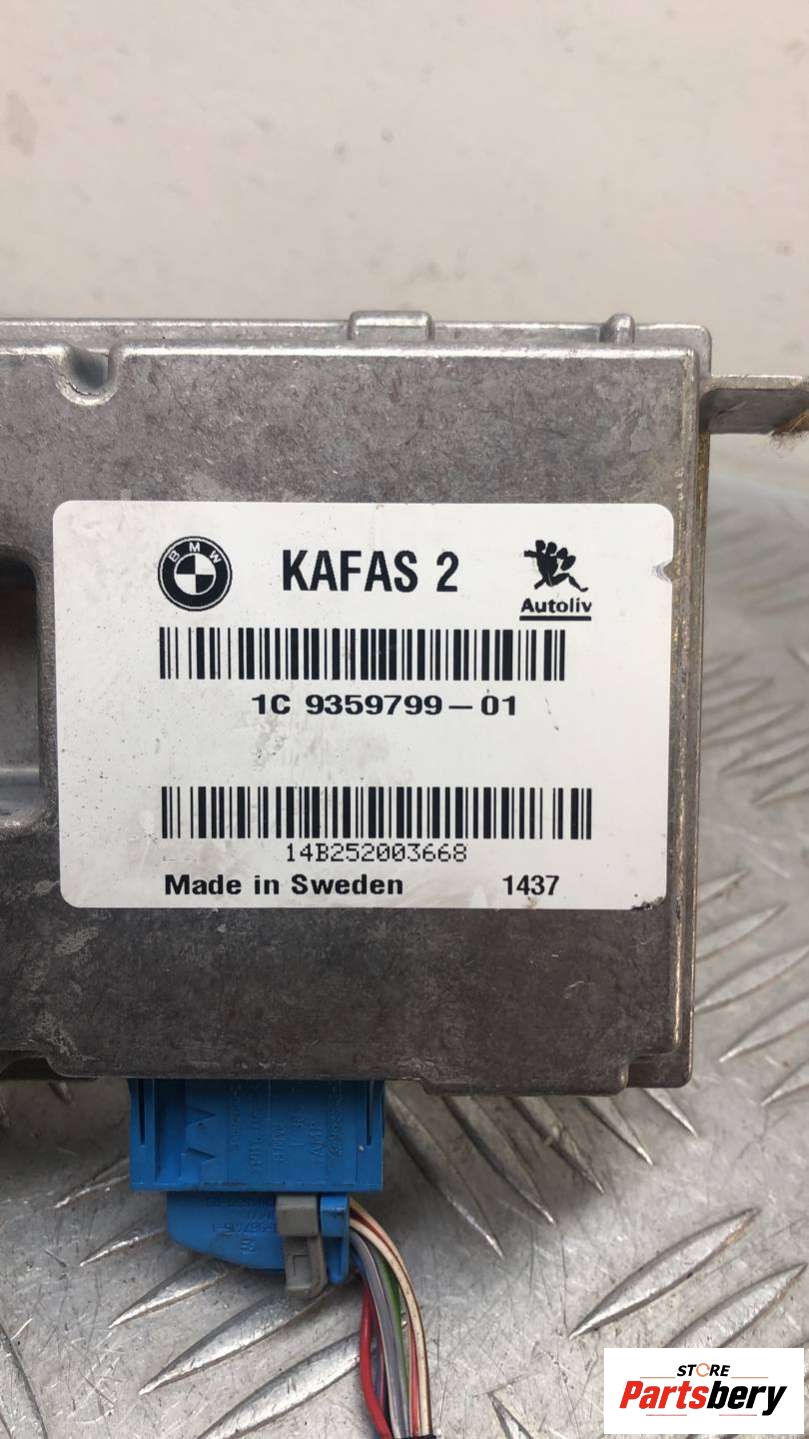 BMW
KAFAS 2
Autoliv
1C 9359799-01
14B252003668
Made in Sweden 1437
STORE
Partsbery